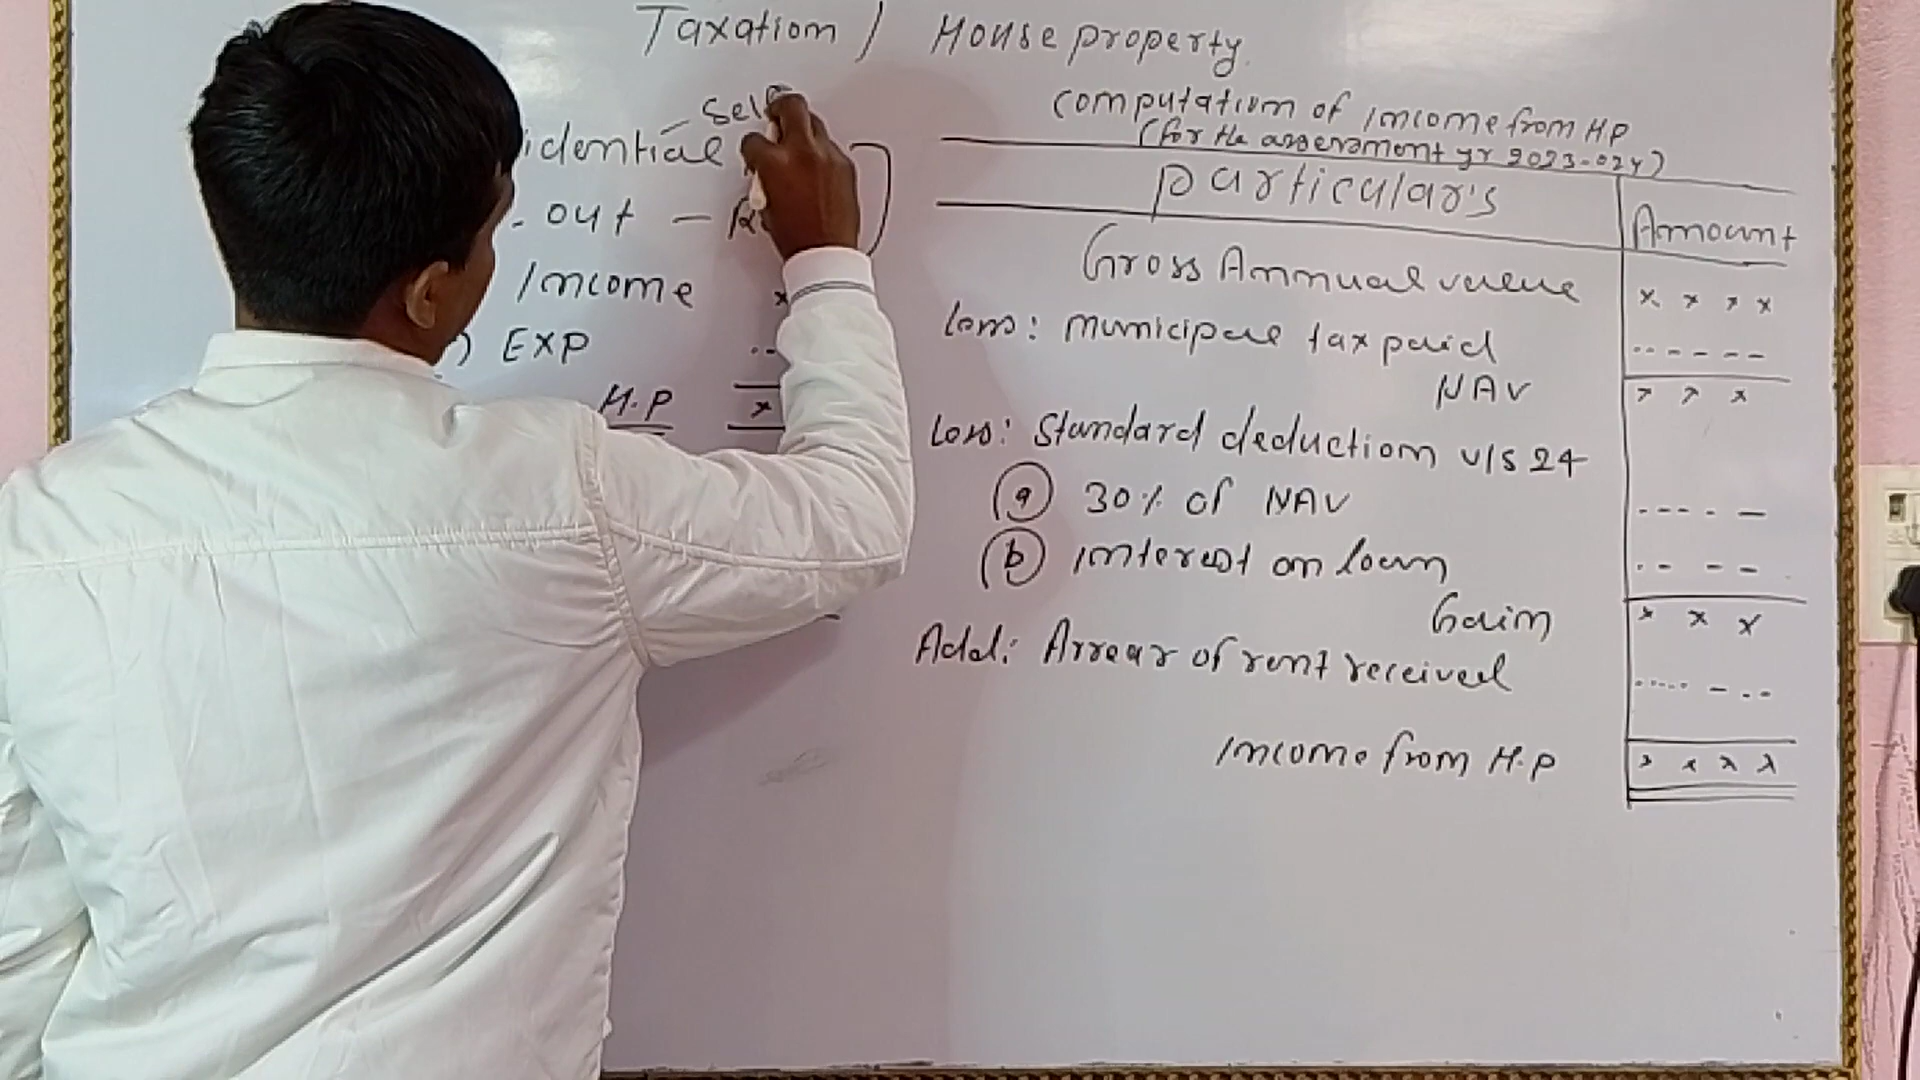 Taxation / House property.
Self
idential
- out -
Income
) EXP
H.P
Computation of income from H.P
(for the assessment yr 2023-024)
particular's
Amount
Gross Annual value x x x x
Less: municipal tax paid
NAV x x x
Less: Standard deduction u/s 24
(a) 30% of NAV
(b) interest on loan
Gain x x x
Add: Arrear of rent received
Income from H.P x x x x